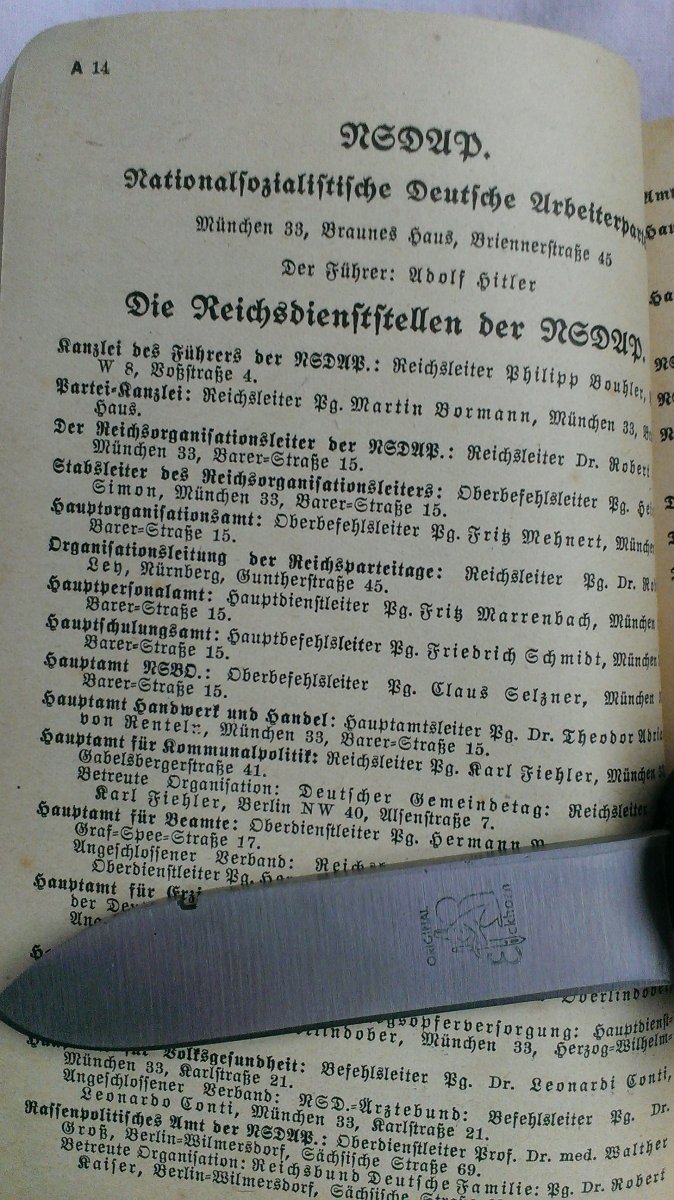 A 14
NSDAP.
Nationalsozialistische Deutsche Arbeiterpartei
München 33, Braunes Haus, Briennerstraße 45
Der Führer: Adolf Hitler
Die Reichsdienststellen der NSDAP.
Kanzlei des Führers der NSDAP.: Reichsleiter Philipp Bouhler,
W 8, Voßstraße 4.
Partei-Kanzlei: Reichsleiter Pg. Martin Bormann, München 33,
Haus.
Der Reichsorganisationsleiter der NSDAP.: Reichsleiter Dr. Robert
München 33, Barer-Straße 15.
Stabsleiter des Reichsorganisationsleiters: Oberbefehlsleiter Pg.
Simon, München 33, Barer-Straße 15.
Hauptorganisationsamt: Oberbefehlsleiter Pg. Fritz Mehnert, München
Barer-Straße 15.
Organisationsleitung der Reichsparteitage: Reichsleiter Pg. Dr.
Ley, Nürnberg, Guntherstraße 45.
Hauptpersonalamt: Hauptdienstleiter Pg. Fritz Marrenbach, München
Barer-Straße 15.
Hauptschulungsamt: Hauptbefehlsleiter Pg. Friedrich Schmidt, München
Barer-Straße 15.
Hauptamt NSBO.: Oberbefehlsleiter Pg. Claus Selzner, München
Barer-Straße 15.
Hauptamt Handwerk und Handel: Hauptamtsleiter Pg. Dr. Theodor
von Renteln, München 33, Barer-Straße 15.
Hauptamt für Kommunalpolitik: Reichsleiter Pg. Karl Fiehler, München
Gabelsbergerstraße 41.
Betreute Organisation: Deutscher Gemeindetag: Reichsleiter
Karl Fiehler, Berlin NW 40, Alsenstraße 7.
Hauptamt für Beamte: Oberdienstleiter Pg. Hermann
Graf-Spee-Straße 17.
Angeschlossener Verband:
Oberdienstleiter Pg.
Hauptamt für
der
ORIGINAL
Eickhorn
Oberlindober
Hauptdienst-
München 33, Herzog-Wilhelm-
für Volksgesundheit: Befehlsleiter Pg. Dr. Leonardi Conti,
München 33, Karlstraße 21.
Angeschlossener Verband: NSD.-Ärztebund: Befehlsleiter Pg. Dr.
Leonardo Conti, München 33, Karlstraße 21.
Rassenpolitisches Amt der NSDAP.: Oberdienstleiter Prof. Dr. med. Walther
Groß, Berlin-Wilmersdorf, Sächsische Straße 69.
Betreute Organisation: Reichsbund Deutsche Familie: Pg. Dr. Robert
Kaiser, Berlin-Wilmersdorf, Sächsische Straße